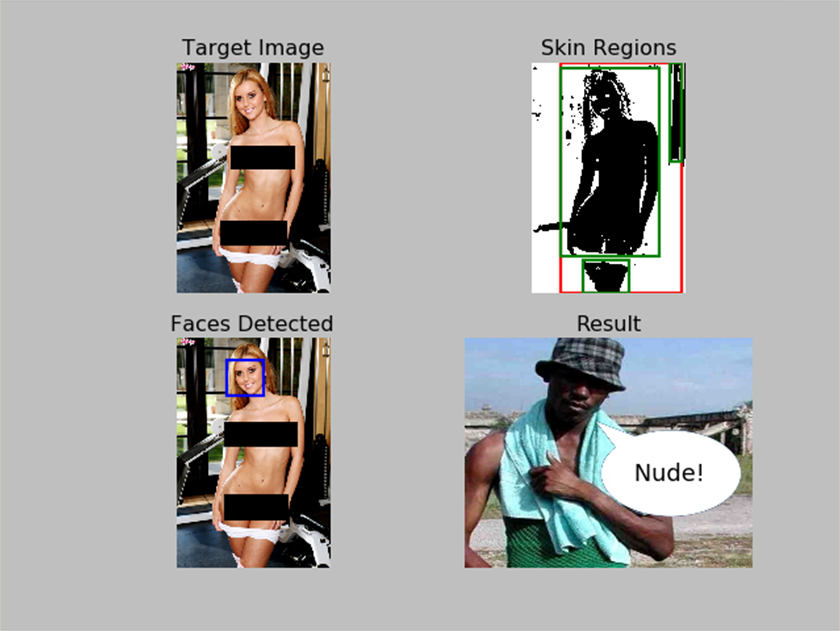 Target Image
Skin Regions
Faces Detected
Result
Nude!